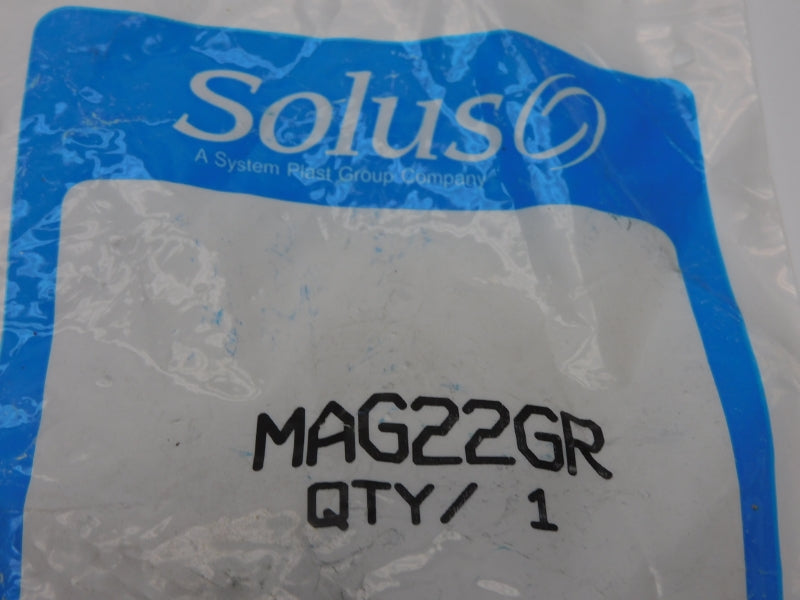 Solus
A System Plast Group Company
MAG22GR
QTY/ 1